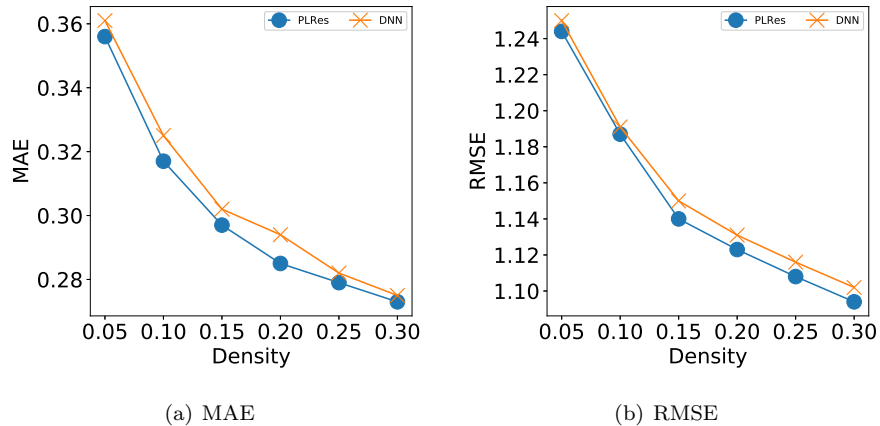 PLRes DNN
0.36
0.34
0.32
0.30
0.28
MAE
0.05 0.10 0.15 0.20 0.25 0.30
Density
(a) MAE
PLRes DNN
1.24
1.22
1.20
1.18
1.16
1.14
1.12
1.10
RMSE
0.05 0.10 0.15 0.20 0.25 0.30
Density
(b) RMSE